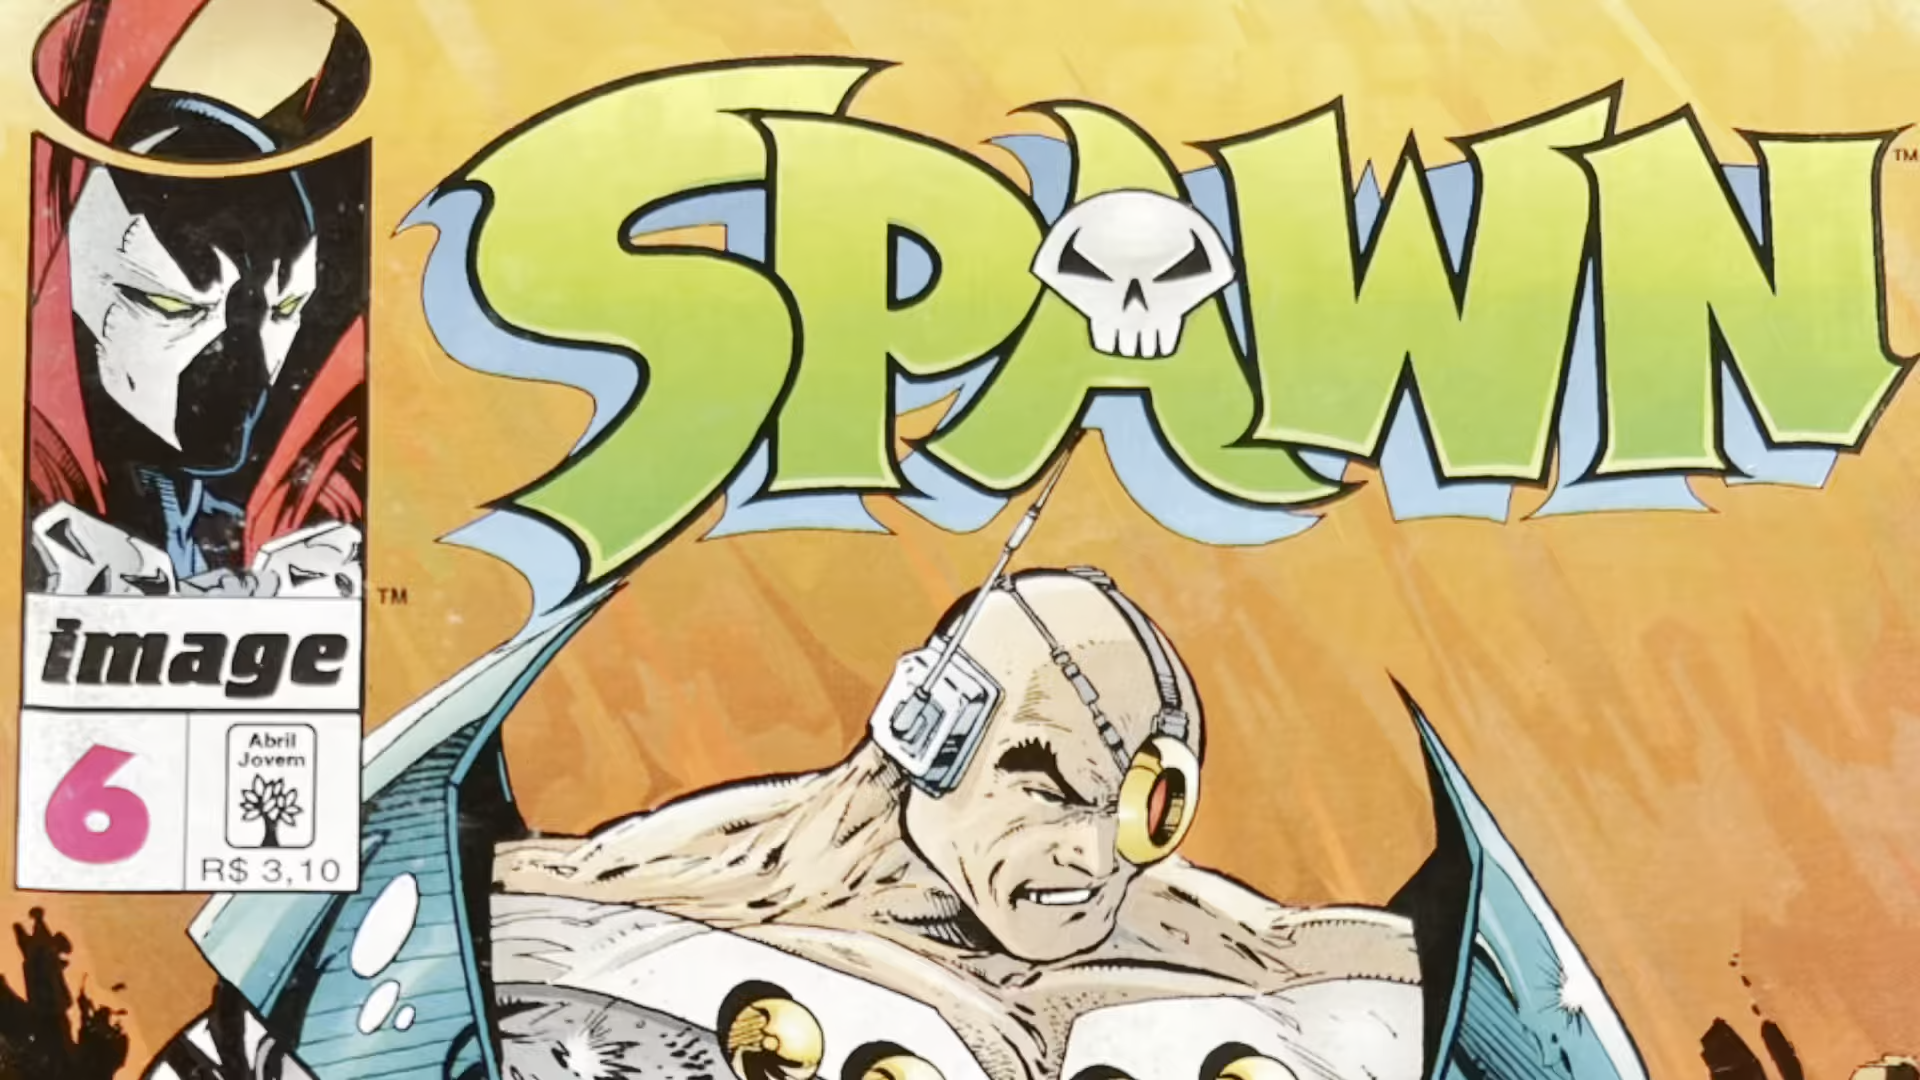 SPAWN
TM
TM
image
6
Abril
Jovem
R$ 3,10